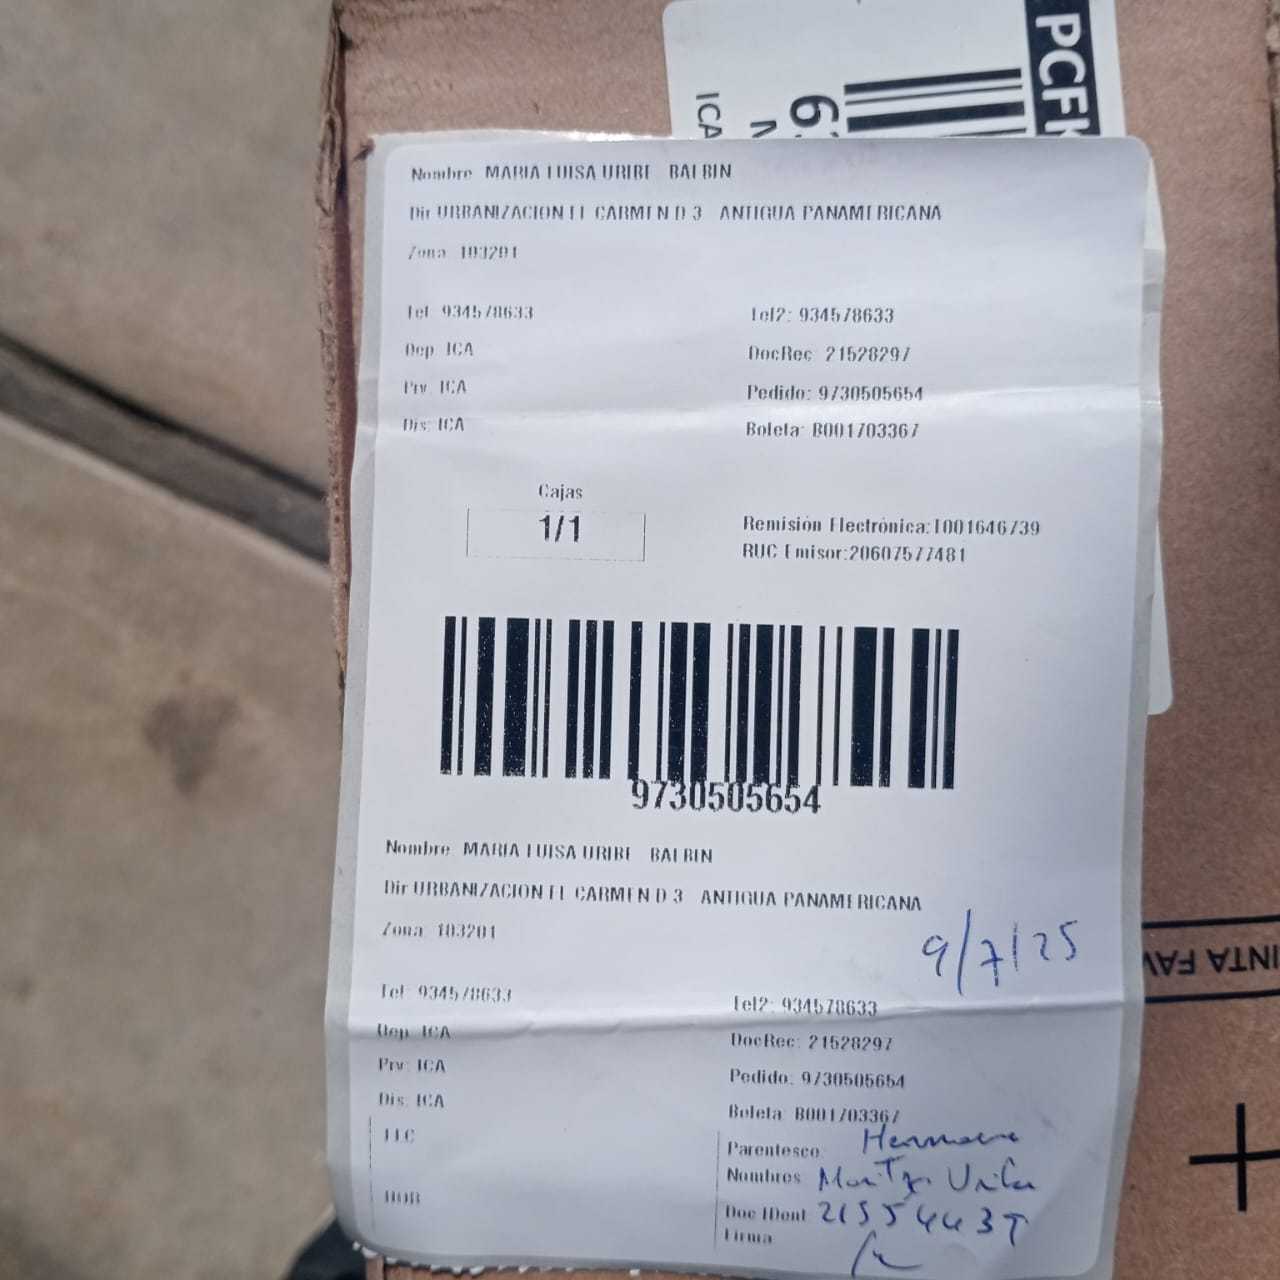 PCF
ICA
Nombre MARIA LUISA URIBE BALBIN
Dir URBANIZACION EL CARMEN D 3 ANTIGUA PANAMERICANA
Zona: 103201
Tel: 934578633 Tel2: 934578633
Dep: ICA DocRec: 21528297
Prv: ICA Pedido: 9730505654
Dis: ICA Boleta: B001703367
Cajas
1/1
Remisión Electrónica:T001646739
RUC Emisor:20607577481
9730505654
Nombre MARIA LUISA URIBE BALBIN
Dir URBANIZACION EL CARMEN D 3 ANTIGUA PANAMERICANA
Zona: 103201
9/7/25
Tel: 934578633 Tel2: 934578633
Dep: ICA DocRec: 21528297
Prv: ICA Pedido: 9730505654
Dis: ICA Boleta: B001703367
Parentesco: Hermana
Nombres Maritza Uribe
Doc IDent
Firma
INTA FAV